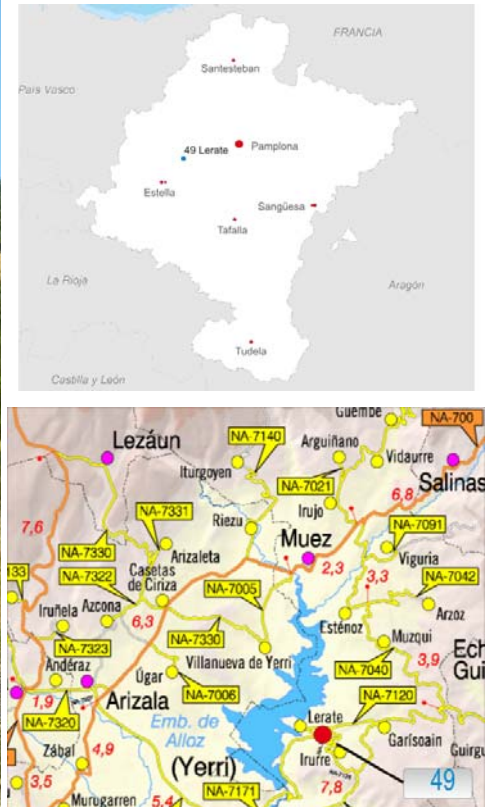 FRANCIA
Santesteban
País Vasco
49 Lerate
Pamplona
Estella
Sangüesa
Tafalla
La Rioja
Aragón
Tudela
Castilla y León
Guembe
NA-700
Lezáun
NA-7140
Arguiñano
Vidaurre
Iturgoyen
Salinas
NA-7021
6,8
7,6
NA-7331
Riezu
Irujo
NA-7091
Muez
NA-7330
Arizaleta
2,3
Viguria
133
NA-7322
Casetas
de Ciriza
NA-7005
3,3
NA-7042
Iruñela
Azcona
6,3
Esténoz
Arzoz
NA-7323
NA-7330
Muzqui
Villanueva de Yerri
Ech
Andéraz
Úgar
NA-7040
3,9
Gui
1,9
Arizala
NA-7006
NA-7120
NA-7320
Emb. de
Alloz
Lerate
Garísoain
Guirgu
Zábal
4,9
(Yerri)
Irurre
3,5
49
Murugarren
5,4
NA-7171
7,8